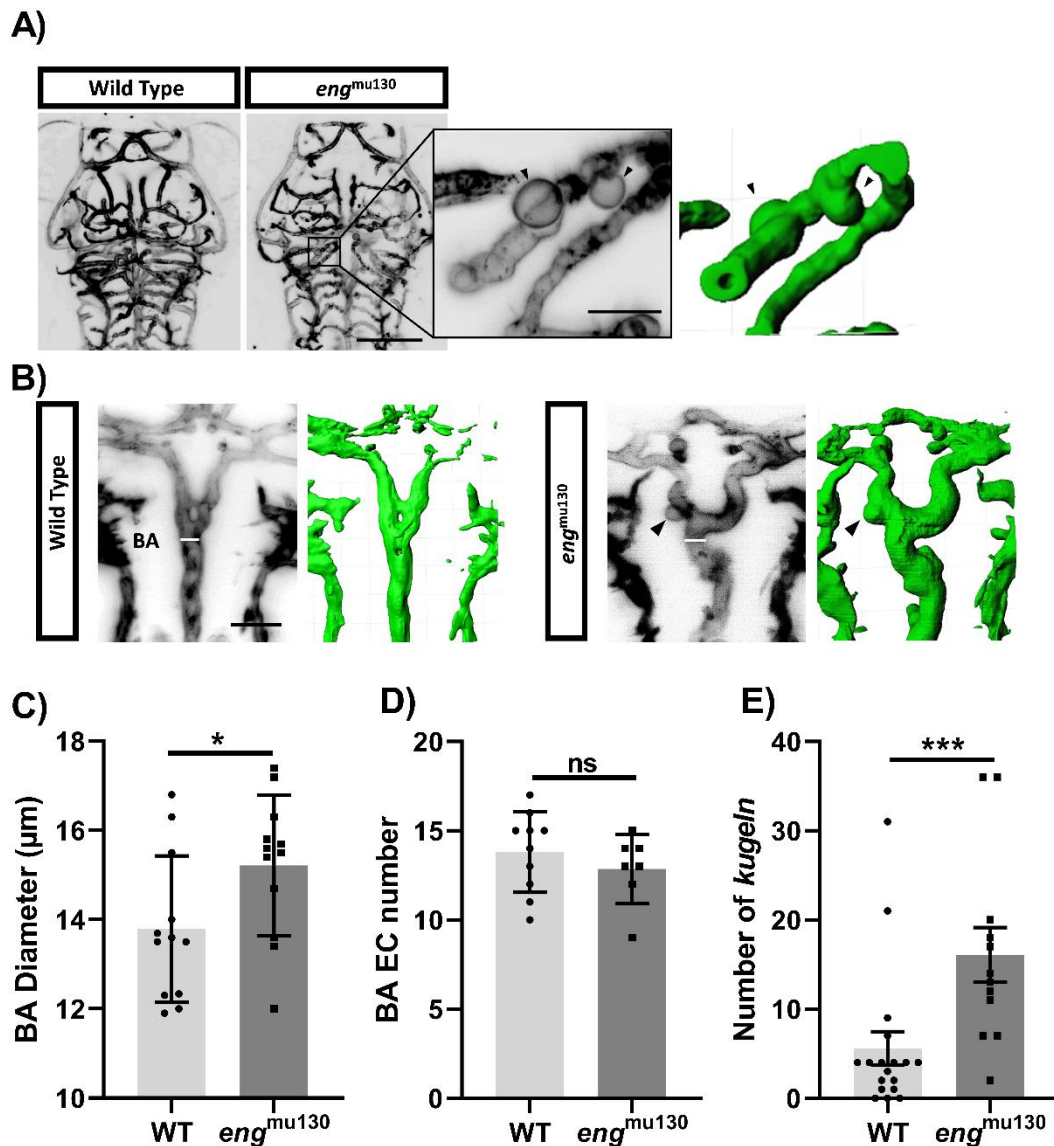 A)
Wild Type
eng^mu130
B)
Wild Type
BA
eng^mu130
C)
D)
E)
18
16
14
12
10
BA Diameter (µm)
*
WT
eng^mu130
20
15
10
5
0
BA EC number
ns
WT
eng^mu130
40
30
20
10
0
Number of kugeln
***
WT
eng^mu130